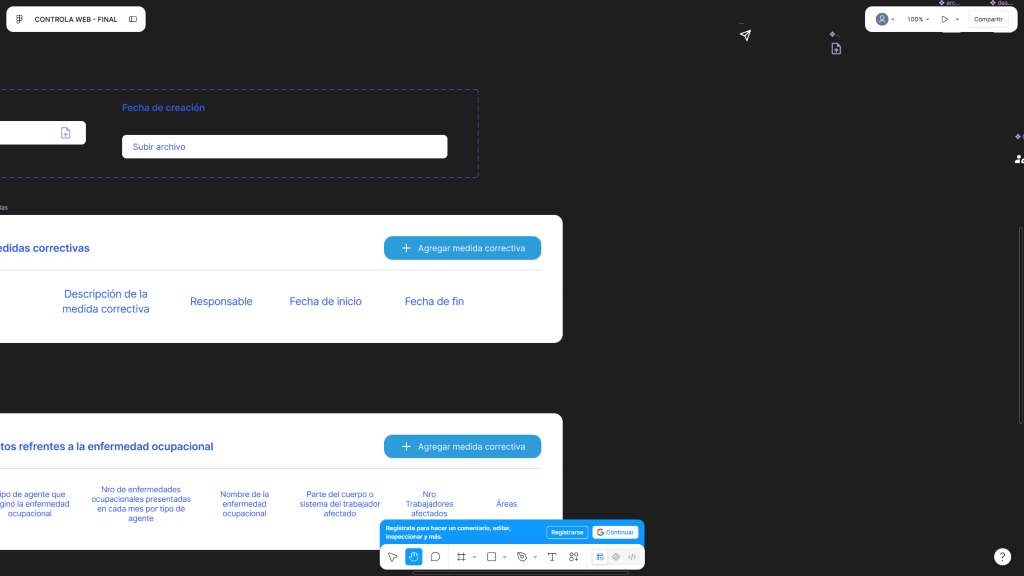 CONTROLA WEB - FINAL
arc...
des...
100%
Compartir
Fecha de creación
Subir archivo
edidas correctivas
Agregar medida correctiva
Descripción de la
medida correctiva
Responsable
Fecha de inicio
Fecha de fin
tos refrentes a la enfermedad ocupacional
Agregar medida correctiva
ipo de agente que
ginó la enfermedad
ocupacional
Nro de enfermedades
ocupacionales presentadas
en cada mes por tipo de
agente
Nombre de la
enfermedad
ocupacional
Parte del cuerpo o
sistema del trabajador
afectado
Nro
Trabajadores
afectados
Áreas
Regístrate para hacer un comentario, editar,
inspeccionar y más.
Registrarse
Continuar